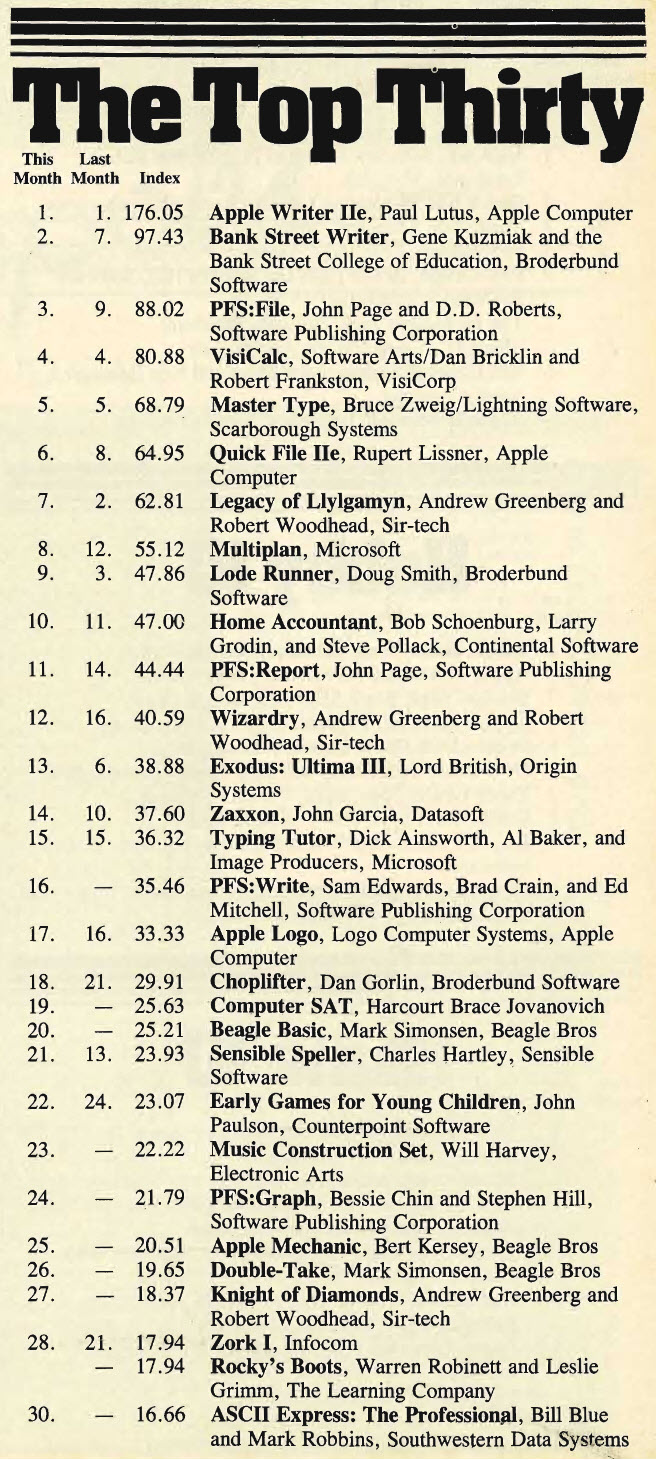 The Top Thirty
This Last
Month Month Index
1. 1. 176.05 Apple Writer IIe, Paul Lutus, Apple Computer
2. 7. 97.43 Bank Street Writer, Gene Kuzmiak and the
Bank Street College of Education, Broderbund
Software
3. 9. 88.02 PFS:File, John Page and D.D. Roberts,
Software Publishing Corporation
4. 4. 80.88 VisiCalc, Software Arts/Dan Bricklin and
Robert Frankston, VisiCorp
5. 5. 68.79 Master Type, Bruce Zweig/Lightning Software,
Scarborough Systems
6. 8. 64.95 Quick File IIe, Rupert Lissner, Apple
Computer
7. 2. 62.81 Legacy of Llylgamyn, Andrew Greenberg and
Robert Woodhead, Sir-tech
8. 12. 55.12 Multiplan, Microsoft
9. 3. 47.86 Lode Runner, Doug Smith, Broderbund
Software
10. 11. 47.00 Home Accountant, Bob Schoenburg, Larry
Grodin, and Steve Pollack, Continental Software
11. 14. 44.44 PFS:Report, John Page, Software Publishing
Corporation
12. 16. 40.59 Wizardry, Andrew Greenberg and Robert
Woodhead, Sir-tech
13. 6. 38.88 Exodus: Ultima III, Lord British, Origin
Systems
14. 10. 37.60 Zaxxon, John Garcia, Datasoft
15. 15. 36.32 Typing Tutor, Dick Ainsworth, Al Baker, and
Image Producers, Microsoft
16. — 35.46 PFS:Write, Sam Edwards, Brad Crain, and Ed
Mitchell, Software Publishing Corporation
17. 16. 33.33 Apple Logo, Logo Computer Systems, Apple
Computer
18. 21. 29.91 Choplifter, Dan Gorlin, Broderbund Software
19. — 25.63 Computer SAT, Harcourt Brace Jovanovich
20. — 25.21 Beagle Basic, Mark Simonsen, Beagle Bros
21. 13. 23.93 Sensible Speller, Charles Hartley, Sensible
Software
22. 24. 23.07 Early Games for Young Children, John
Paulson, Counterpoint Software
23. — 22.22 Music Construction Set, Will Harvey,
Electronic Arts
24. — 21.79 PFS:Graph, Bessie Chin and Stephen Hill,
Software Publishing Corporation
25. — 20.51 Apple Mechanic, Bert Kersey, Beagle Bros
26. — 19.65 Double-Take, Mark Simonsen, Beagle Bros
27. — 18.37 Knight of Diamonds, Andrew Greenberg and
Robert Woodhead, Sir-tech
28. 21. 17.94 Zork I, Infocom
— 17.94 Rocky's Boots, Warren Robinett and Leslie
Grimm, The Learning Company
30. — 16.66 ASCII Express: The Professional, Bill Blue
and Mark Robbins, Southwestern Data Systems